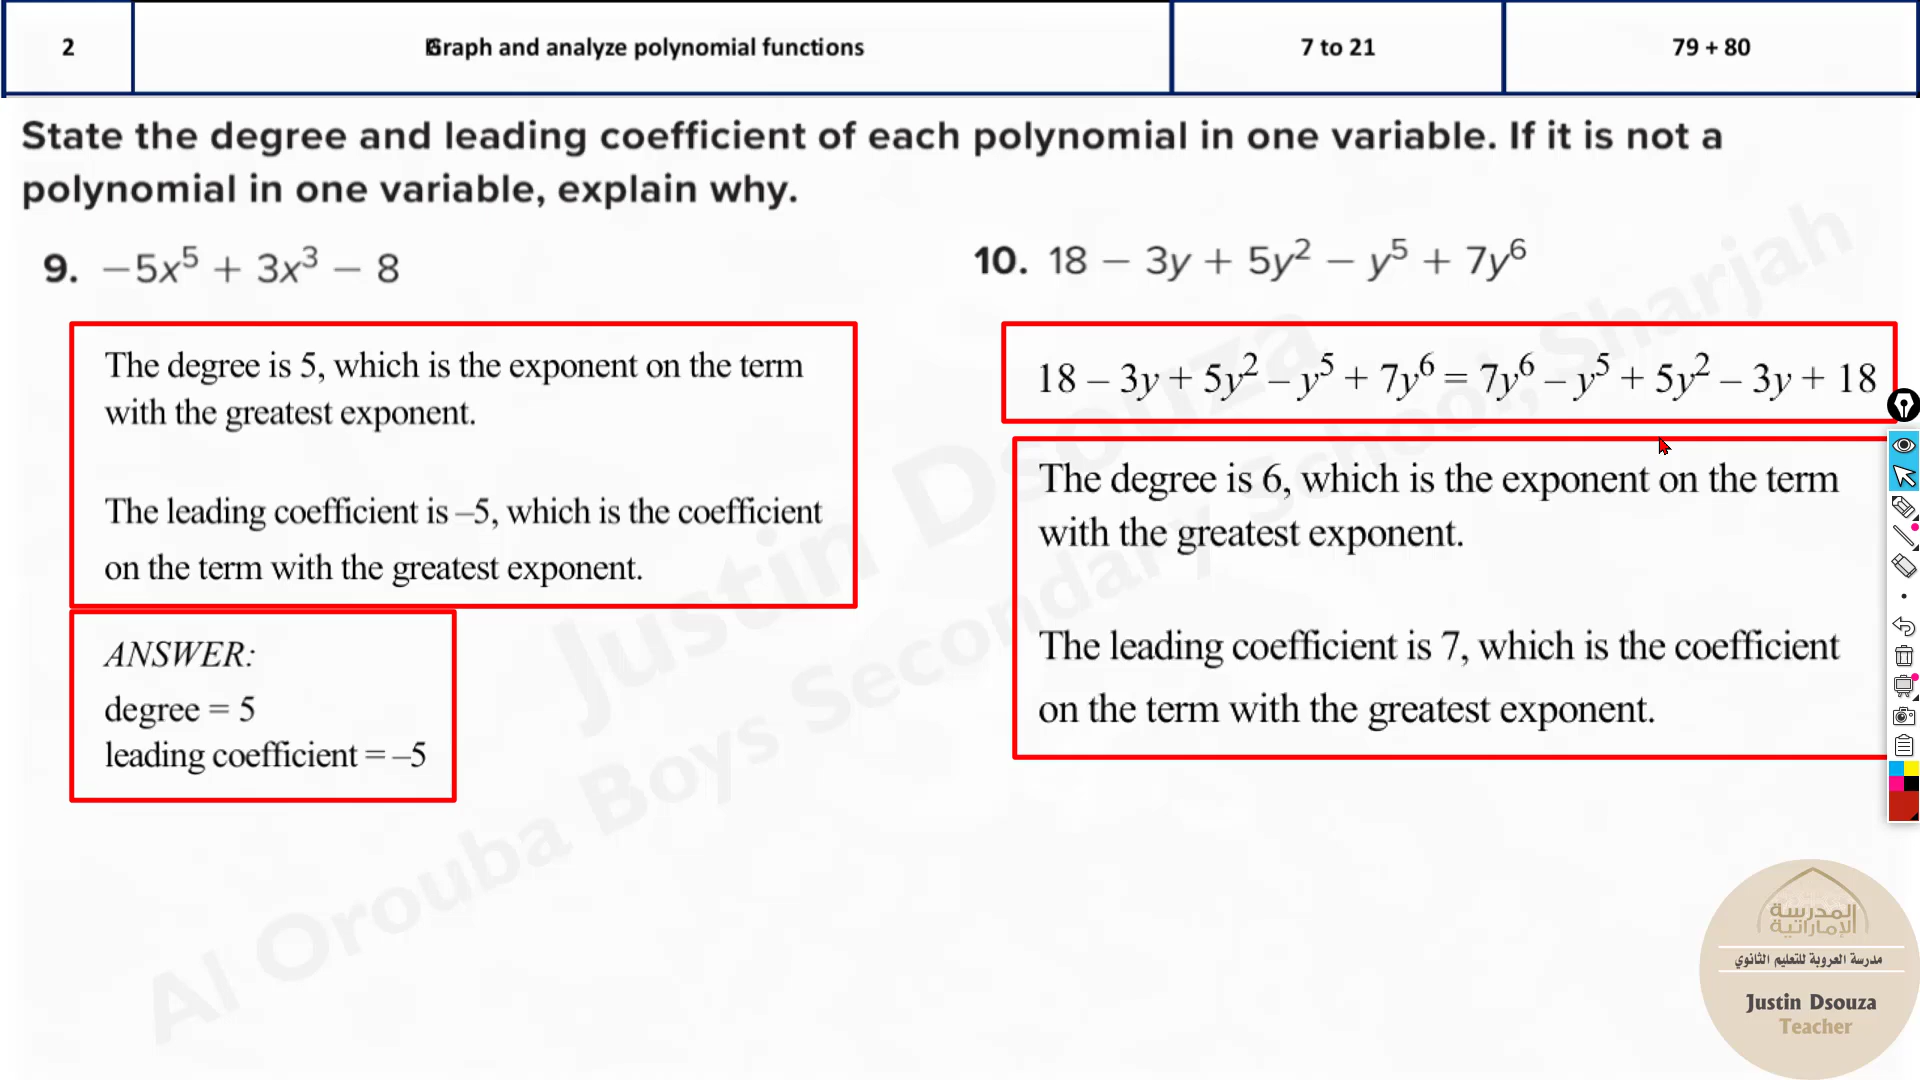 2
Graph and analyze polynomial functions
7 to 21
79 + 80
State the degree and leading coefficient of each polynomial in one variable. If it is not a
polynomial in one variable, explain why.
9. −5x⁵ + 3x³ − 8
The degree is 5, which is the exponent on the term
with the greatest exponent.
The leading coefficient is –5, which is the coefficient
on the term with the greatest exponent.
ANSWER:
degree = 5
leading coefficient = –5
10. 18 − 3y + 5y² − y⁵ + 7y⁶
18 – 3y + 5y² – y⁵ + 7y⁶ = 7y⁶ – y⁵ + 5y² – 3y + 18
The degree is 6, which is the exponent on the term
with the greatest exponent.
The leading coefficient is 7, which is the coefficient
on the term with the greatest exponent.
Justin Dsouza
Al Orouba Boys Secondary School, Sharjah
المدرسة
الإماراتية
مدرسة العروبة للتعليم الثانوي
Justin Dsouza
Teacher